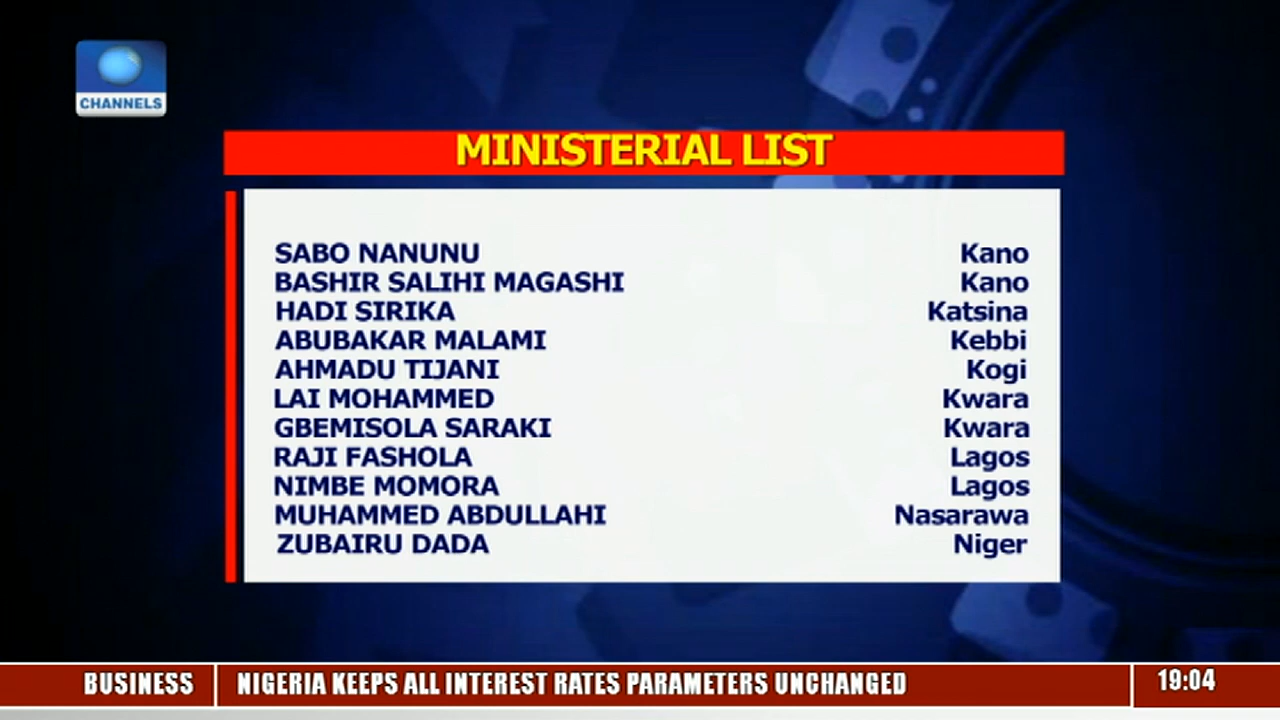 CHANNELS
MINISTERIAL LIST
SABO NANUNU Kano
BASHIR SALIHI MAGASHI Kano
HADI SIRIKA Katsina
ABUBAKAR MALAMI Kebbi
AHMADU TIJANI Kogi
LAI MOHAMMED Kwara
GBEMISOLA SARAKI Kwara
RAJI FASHOLA Lagos
NIMBE MOMORA Lagos
MUHAMMED ABDULLAHI Nasarawa
ZUBAIRU DADA Niger
BUSINESS NIGERIA KEEPS ALL INTEREST RATES PARAMETERS UNCHANGED 19:04